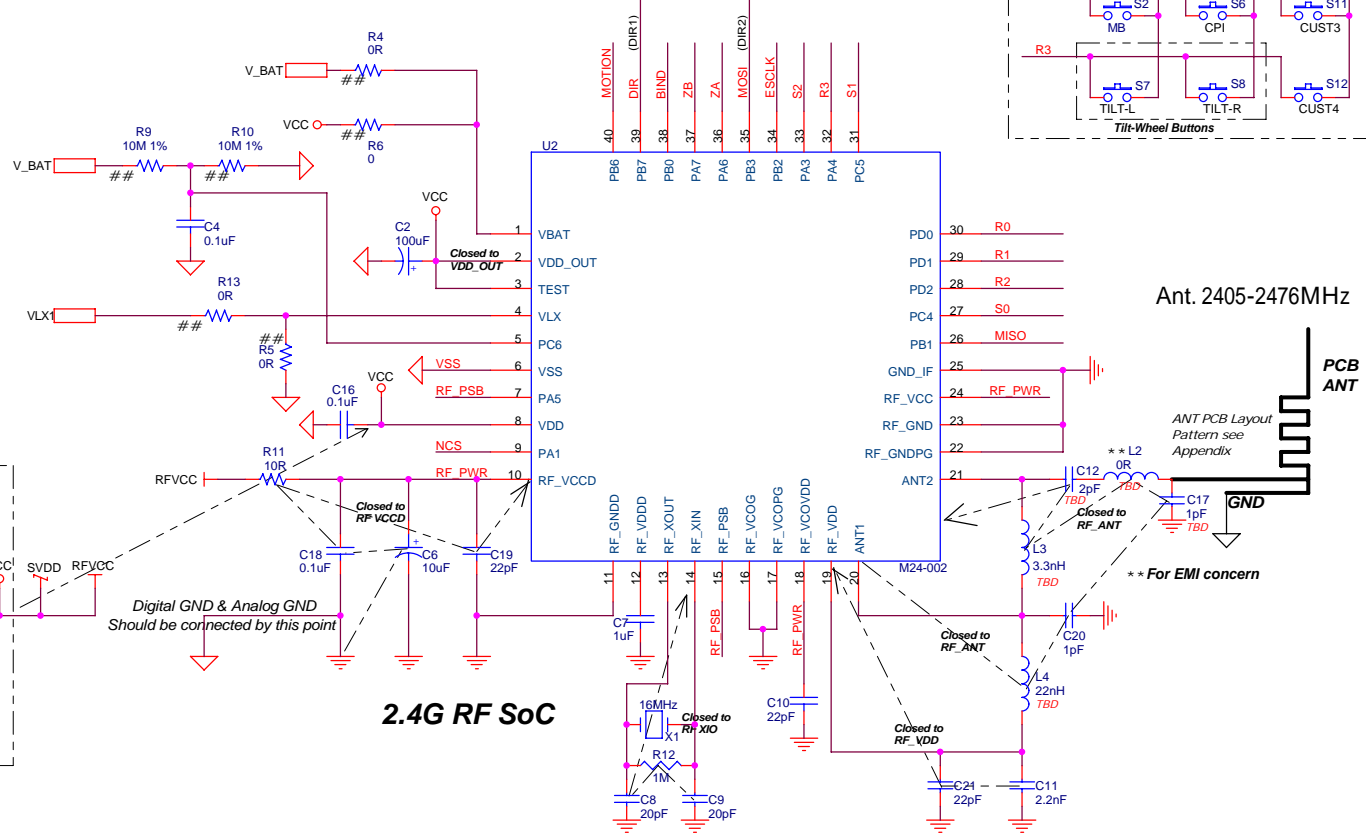 S2
MB
S6
CPI
S11
CUST3
R3
S7
TILT-L
S8
TILT-R
S12
CUST4
Tilt-Wheel Buttons
R4
0R
V_BAT
##
VCC
##
R6
0
R9
10M 1%
R10
10M 1%
V_BAT
##
##
C4
0.1uF
VCC
C2
100uF
+
Closed to
VDD_OUT
R13
0R
VLX1
##
##
R5
0R
MOTION
DIR
(DIR1)
BIND
ZB
ZA
MOSI
(DIR2)
ESCLK
S2
R3
S1
40
39
38
37
36
35
34
33
32
31
U2
PB6
PB7
PB0
PA7
PA6
PB3
PB2
PA3
PA4
PC5
1
VBAT
2
VDD_OUT
3
TEST
4
VLX
5
PC6
VSS
6
VSS
RF_PSB
7
PA5
8
VDD
NCS
9
PA1
RF_PWR
10
RF_VCCD
PD0
30
R0
PD1
29
R1
PD2
28
R2
PC4
27
S0
PB1
26
MISO
GND_IF
25
RF_VCC
24
RF_PWR
RF_GND
23
RF_GNDPG
22
ANT2
21
RF_GNDD
RF_VDDD
RF_XOUT
RF_XIN
RF_PSB
RF_VCOG
RF_VCOPG
RF_VCOVDD
RF_VDD
ANT1
M24-002
11
12
13
14
15
16
17
18
19
20
C16
0.1uF
VCC
R11
10R
RFVCC
Closed to
RF VCCD
C18
0.1uF
+
C6
10uF
C19
22pF
CC
SVDD
RFVCC
Digital GND & Analog GND
Should be connected by this point
C7
1uF
RF_PSB
RF_PWR
C10
22pF
2.4G RF SoC
16MHz
X1
Closed to
RF XIO
R12
1M
C8
20pF
C9
20pF
Closed to
RF_VDD
C21
22pF
C11
2.2nF
Closed to
RF_ANT
L4
22nH
TBD
C20
1pF
L3
3.3nH
TBD
C12
2pF
TBD
Closed to
RF_ANT
**L2
0R
TBD
C17
1pF
TBD
GND
**For EMI concern
Ant. 2405-2476MHz
PCB
ANT
ANT PCB Layout
Pattern see
Appendix